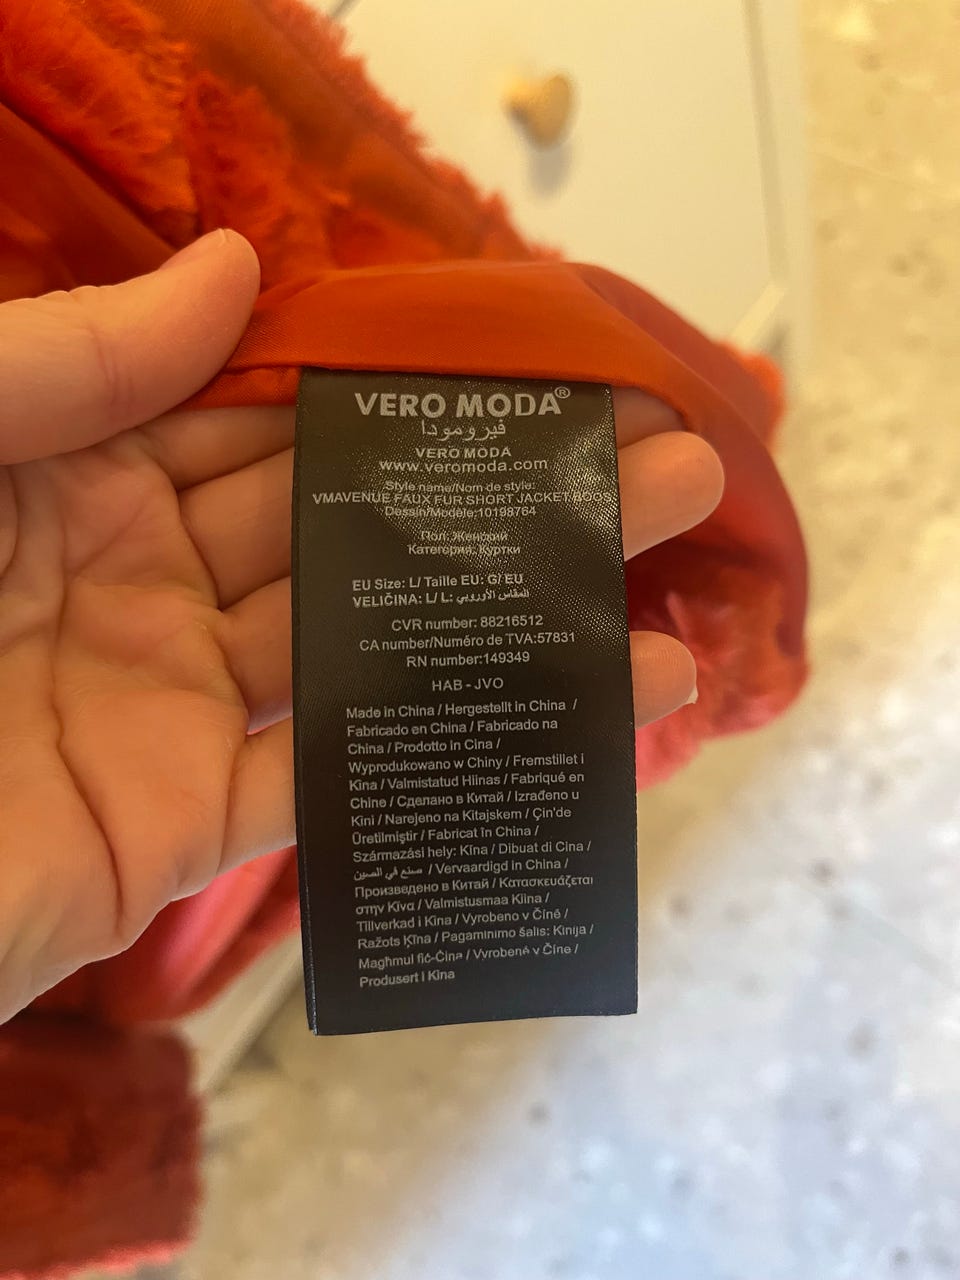 VERO MODA®
فيرومودا
VERO MODA
www.veromoda.com
Style name/Nom de style:
VMAVENUE FAUX FUR SHORT JACKET BOOS
Dessin/Modèle:10198764
Пол: Женский
Категория: Куртки
EU Size: L/ Taille EU: G/ EU
VELIČINA: L/ L: المقاس الأوروبي
CVR number: 88216512
CA number/Numéro de TVA:57831
RN number:149349
HAB - JVO
Made in China / Hergestellt in China /
Fabricado en China / Fabricado na
China / Prodotto in Cina /
Wyprodukowano w Chiny / Fremstillet i
Kina / Valmistatud Hiinas / Fabriqué en
Chine / Сделано в Китай / Izrađeno u
Kini / Narejeno na Kitajskem / Çin'de
Üretilmiştir / Fabricat în China /
Származási hely: Kína / Dibuat di Cina /
صنع في الصين / Vervaardigd in China /
Произведено в Китай / Κατασκευάζεται
στην Κίνα / Valmistusmaa Kiina /
Tillverkad i Kina / Vyrobeno v Číně /
Ražots Ķīna / Pagaminimo šalis: Kinija /
Magħmul fiċ-Ċina / Vyrobené v Číne /
Produsert i Kina